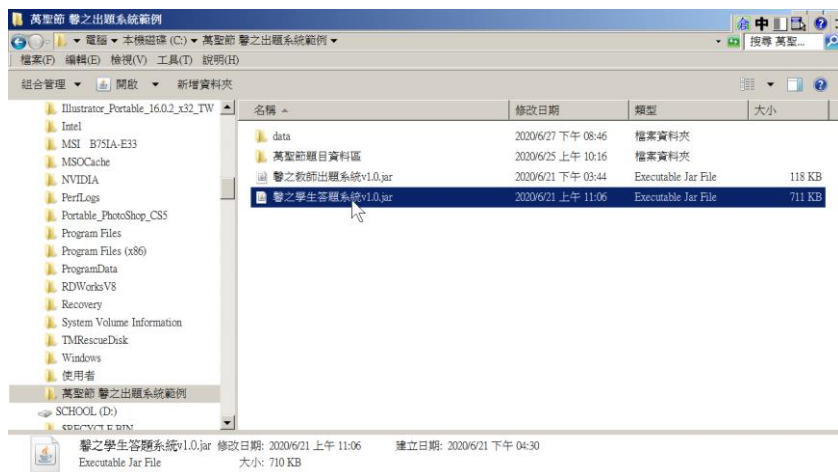 萬聖節 馨之出題系統範例
中
▼ 電腦 ▼ 本機磁碟 (C:) ▼ 萬聖節 馨之出題系統範例 ▼
搜尋 萬聖...
檔案(F) 編輯(E) 檢視(V) 工具(T) 說明(H)
組合管理 ▼ 開啟 ▼ 新增資料夾
名稱 修改日期 類型 大小
data 2020/6/27 下午 08:46 檔案資料夾
萬聖節題目資料區 2020/6/25 上午 10:16 檔案資料夾
馨之教師出題系統v1.0.jar 2020/6/21 下午 03:44 Executable Jar File 118 KB
馨之學生答題系統v1.0.jar 2020/6/21 上午 11:06 Executable Jar File 711 KB
Illustrator_Portable_16.0.2_x32_TW
Intel
MSI B75IA-E33
MSOCache
NVIDIA
PerfLogs
Portable_PhotoShop_CS5
Program Files
Program Files (x86)
ProgramData
RDWorksV8
Recovery
System Volume Information
TMRescueDisk
Windows
使用者
萬聖節 馨之出題系統範例
SCHOOL (D:)
馨之學生答題系統v1.0.jar 修改日期: 2020/6/21 上午 11:06 建立日期: 2020/6/21 下午 04:30
Executable Jar File 大小: 710 KB